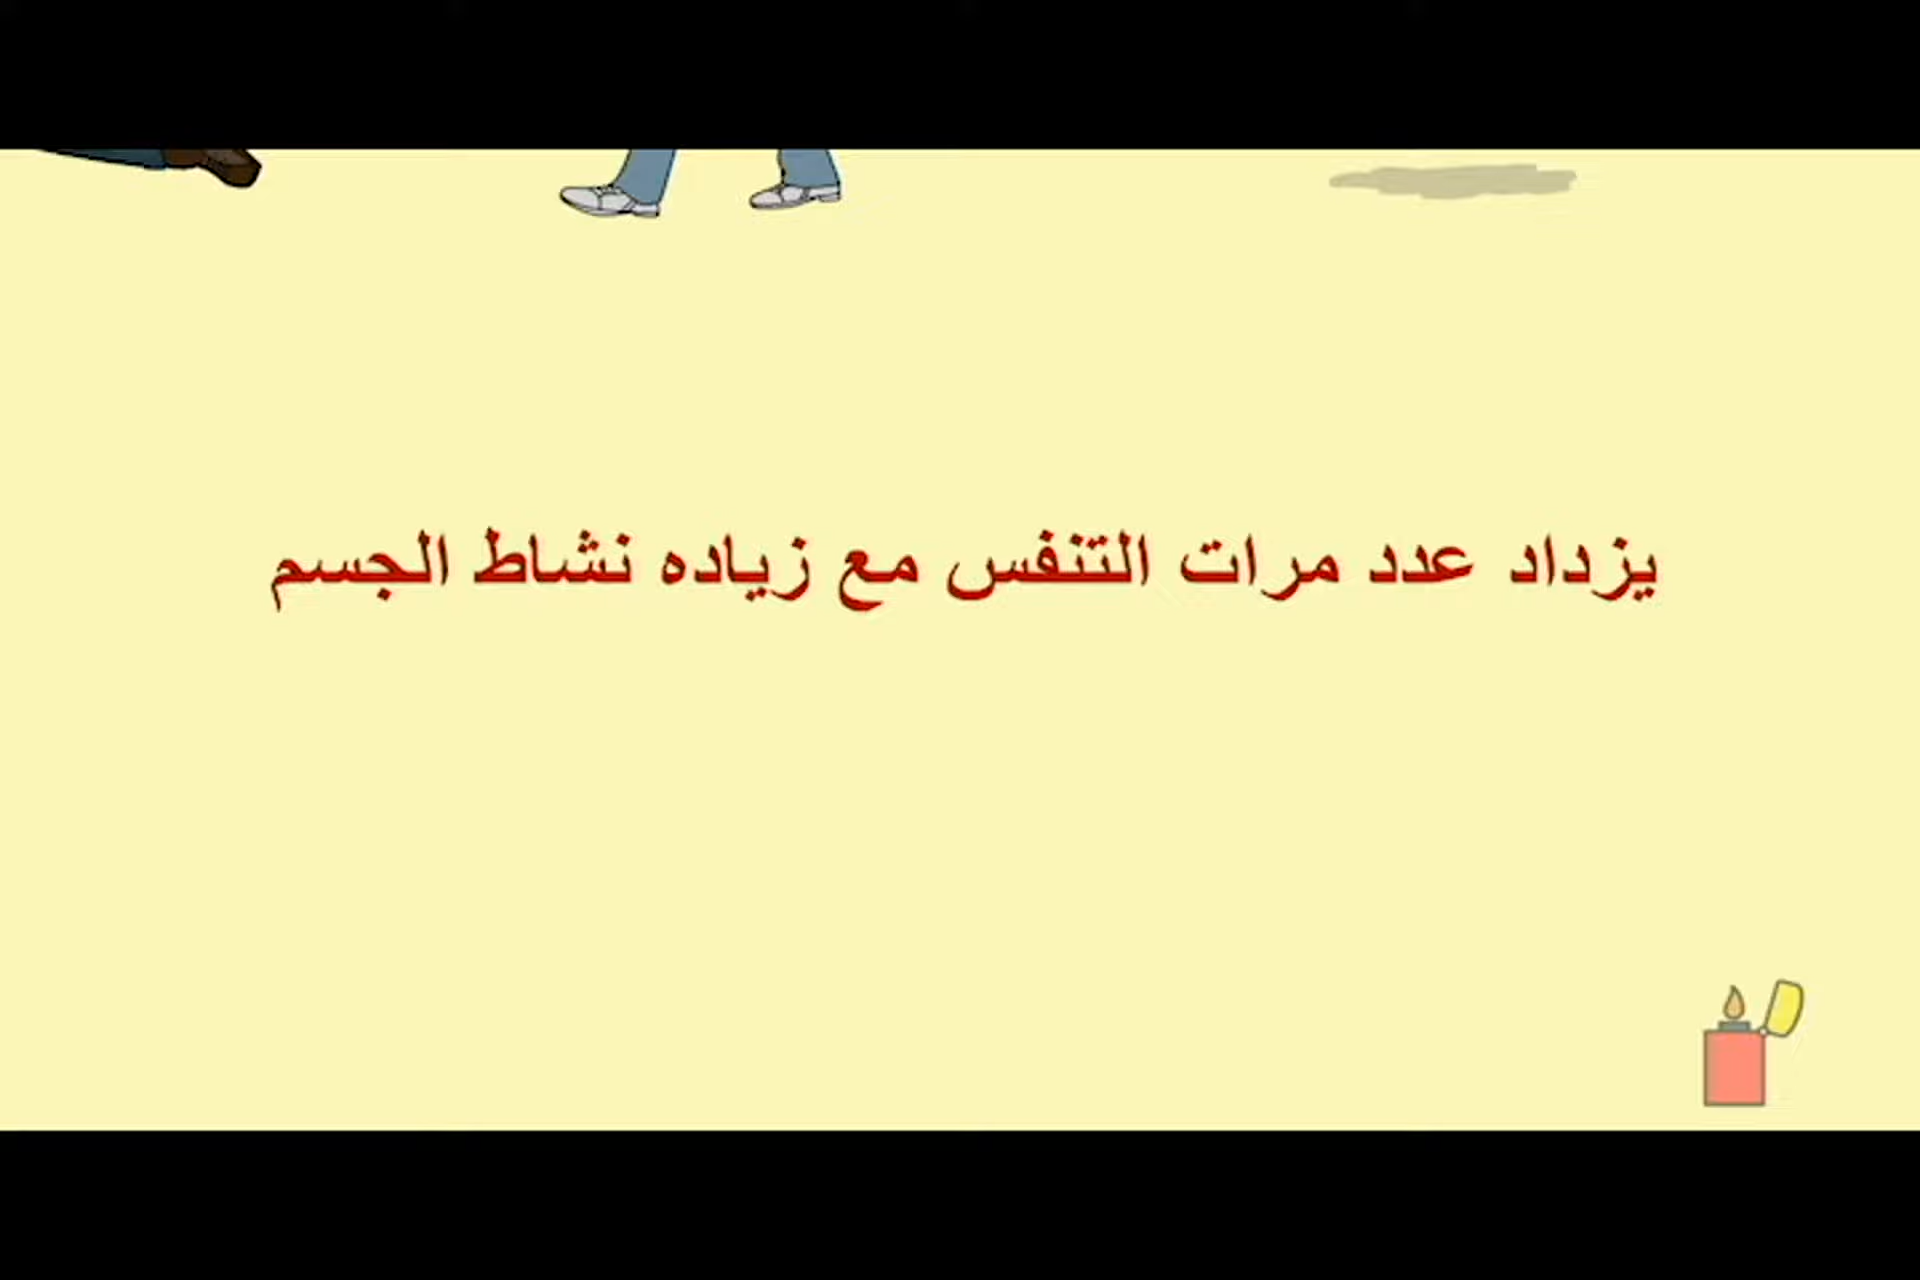 يزداد عدد مرات التنفس مع زياده نشاط الجسم